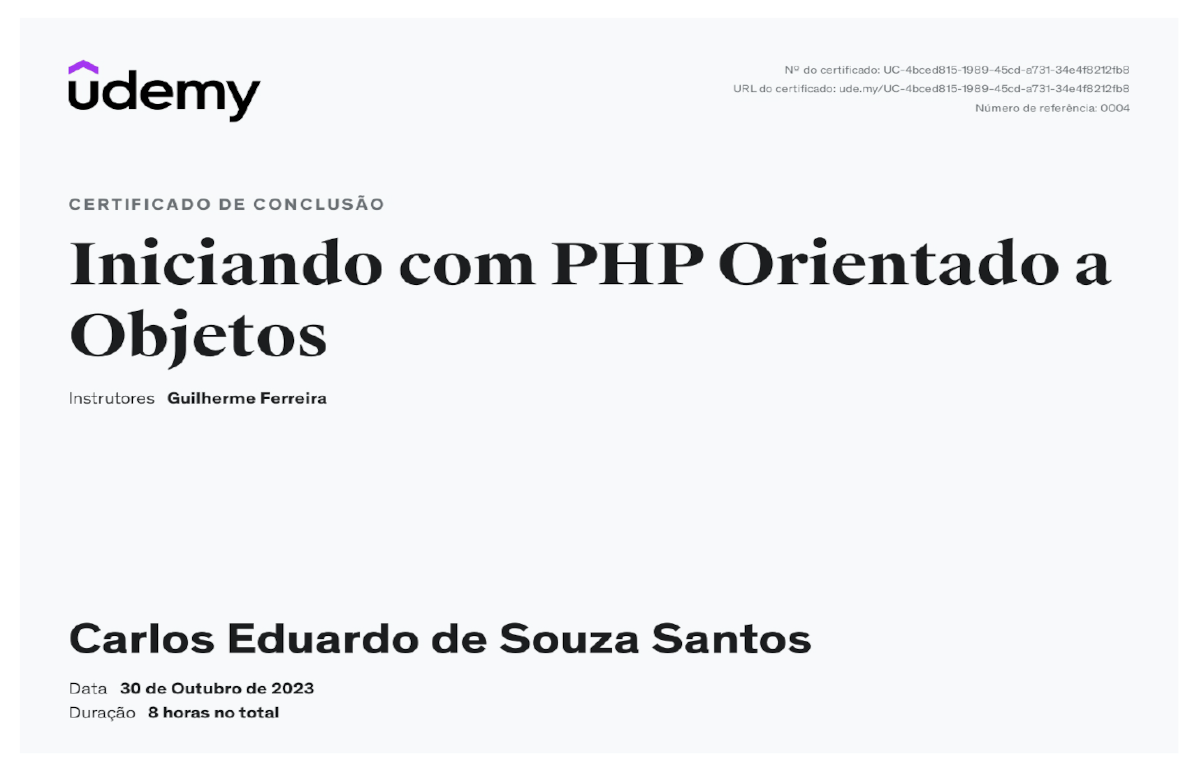 udemy
Nº do certificado: UC-4bced815-1989-45cd-a731-34e4f8212fb8
URL do certificado: ude.my/UC-4bced815-1989-45cd-a731-34e4f8212fb8
Número de referência: 0004
CERTIFICADO DE CONCLUSÃO
Iniciando com PHP Orientado a
Objetos
Instrutores Guilherme Ferreira
Carlos Eduardo de Souza Santos
Data 30 de Outubro de 2023
Duração 8 horas no total